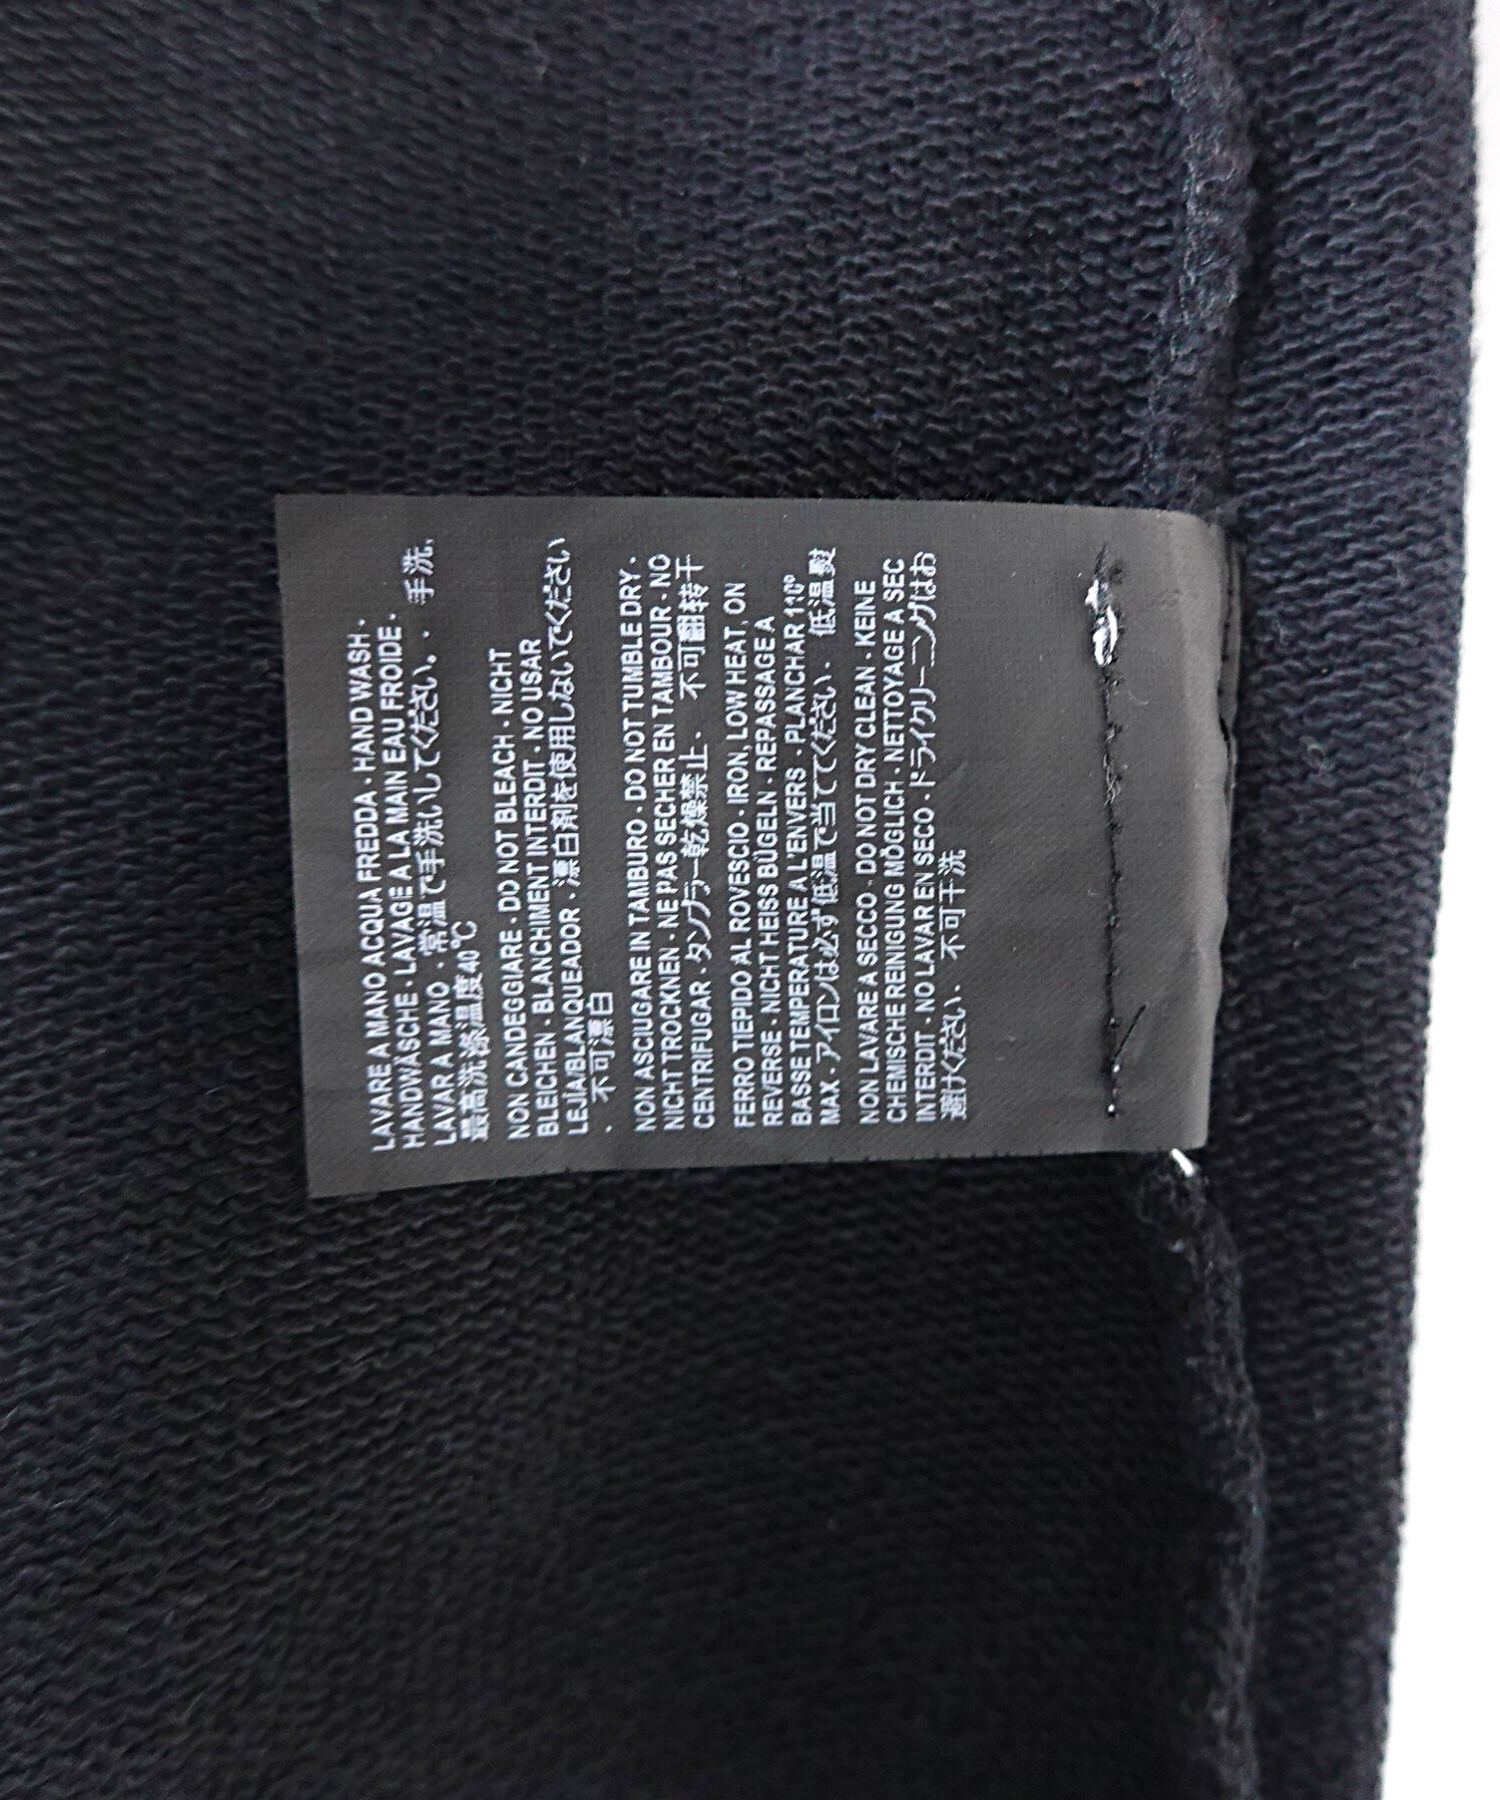 LAVARE A MANO ACQUA FREDDA · HAND WASH ·
HANDWÄSCHE · LAVAGE A LA MAIN EAU FROIDE ·
LAVAR A MANO · 常温で手洗いしてください。· 手洗,
最高洗涤温度40℃
NON CANDEGGIARE · DO NOT BLEACH · NICHT
BLEICHEN · BLANCHIMENT INTERDIT · NO USAR
LEJÍA/BLANQUEADOR · 漂白剤を使用しないでください
. 不可漂白
NON ASCIUGARE IN TAMBURO · DO NOT TUMBLE DRY ·
NICHT TROCKNEN · NE PAS SECHER EN TAMBOUR · NO
CENTRIFUGAR · タンブラー乾燥禁止 · 不可翻转干
FERRO TIEPIDO AL ROVESCIO · IRON, LOW HEAT, ON
REVERSE · NICHT HEISS BÜGELN · REPASSAGE A
BASSE TEMPERATURE A L'ENVERS · PLANCHAR 110º
MAX · アイロンは必ず低温で当ててください · 低温熨
NON LAVARE A SECCO · DO NOT DRY CLEAN · KEINE
CHEMISCHE REINIGUNG MÖGLICH · NETTOYAGE A SEC
INTERDIT · NO LAVAR EN SECO · ドライクリーニングはお
避けください. 不可干洗